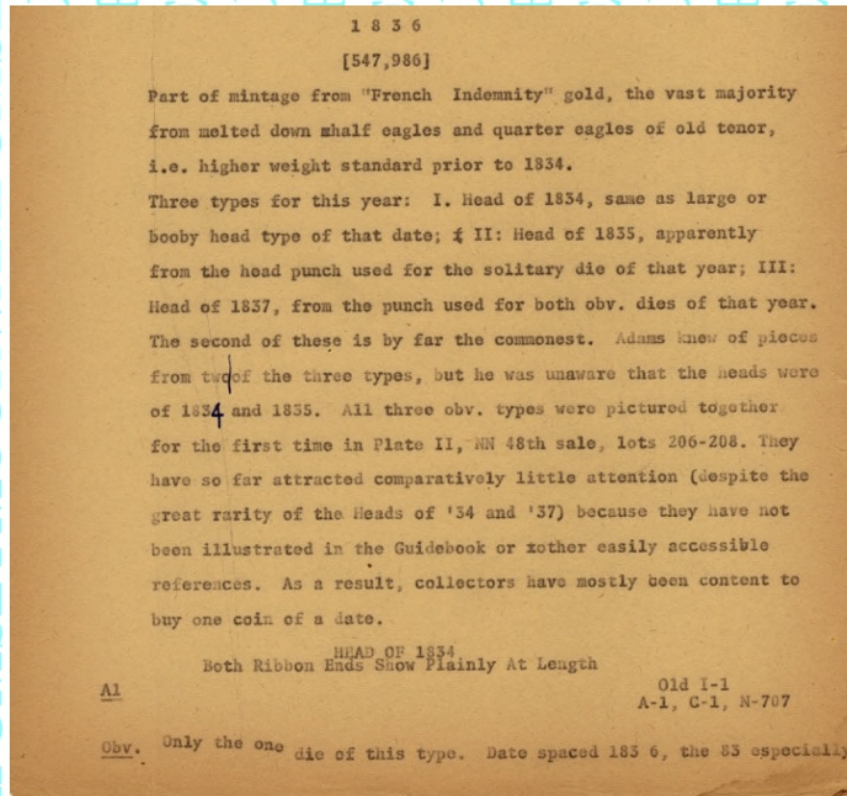 1 8 3 6
[547,986]
Part of mintage from "French Indemnity" gold, the vast majority
from melted down mhalf eagles and quarter eagles of old tenor,
i.e. higher weight standard prior to 1834.
Three types for this year: I. Head of 1834, same as large or
booby head type of that date; II: Head of 1835, apparently
from the head punch used for the solitary die of that year; III:
Head of 1837, from the punch used for both obv. dies of that year.
The second of these is by far the commonest. Adams knew of pieces
from two of the three types, but he was unaware that the heads were
of 1834 and 1835. All three obv. types were pictured together
for the first time in Plate II, NN 48th sale, lots 206-208. They
have so far attracted comparatively little attention (despite the
great rarity of the Heads of '34 and '37) because they have not
been illustrated in the Guidebook or xother easily accessible
references. As a result, collectors have mostly been content to
buy one coin of a date.
HEAD OF 1834
Both Ribbon Ends Show Plainly At Length
A1
Old I-1
A-1, C-1, N-707
Obv. Only the one die of this type. Date spaced 183 6, the 83 especially